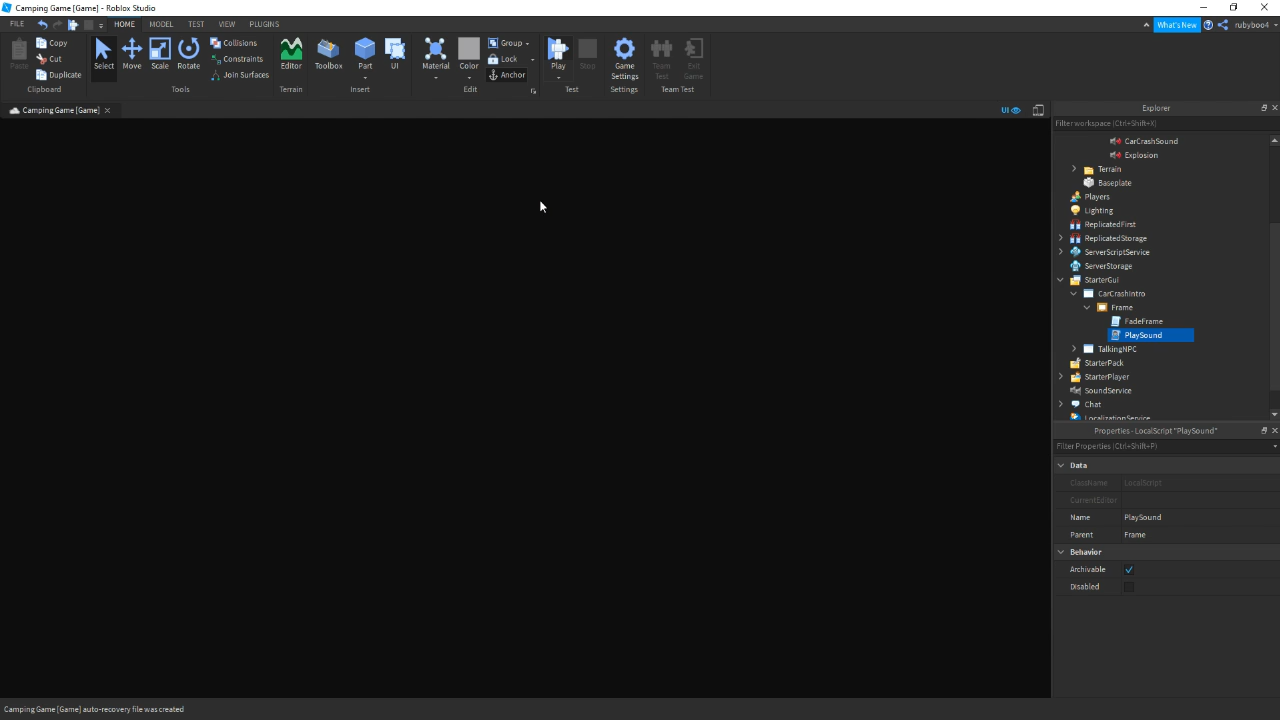 Camping Game [Game] - Roblox Studio
FILE HOME MODEL TEST VIEW PLUGINS What's New rubyboo4
Paste Copy Cut Duplicate Clipboard
Select Move Scale Rotate Collisions Constraints Join Surfaces Tools
Editor Terrain
Toolbox Part UI Insert
Material Color Group Lock Anchor Edit
Play Stop Test
Game Settings Settings
Team Test Exit Game Team Test
Camping Game [Game] UI
Explorer
Filter workspace (Ctrl+Shift+X)
CarCrashSound
Explosion
Terrain
Baseplate
Players
Lighting
ReplicatedFirst
ReplicatedStorage
ServerScriptService
ServerStorage
StarterGui
CarCrashIntro
Frame
FadeFrame
PlaySound
TalkingNPC
StarterPack
StarterPlayer
SoundService
Chat
LocalizationService
Properties - LocalScript "PlaySound"
Filter Properties (Ctrl+Shift+P)
Data
ClassName LocalScript
CurrentEditor
Name PlaySound
Parent Frame
Behavior
Archivable
Disabled
Camping Game [Game] auto-recovery file was created